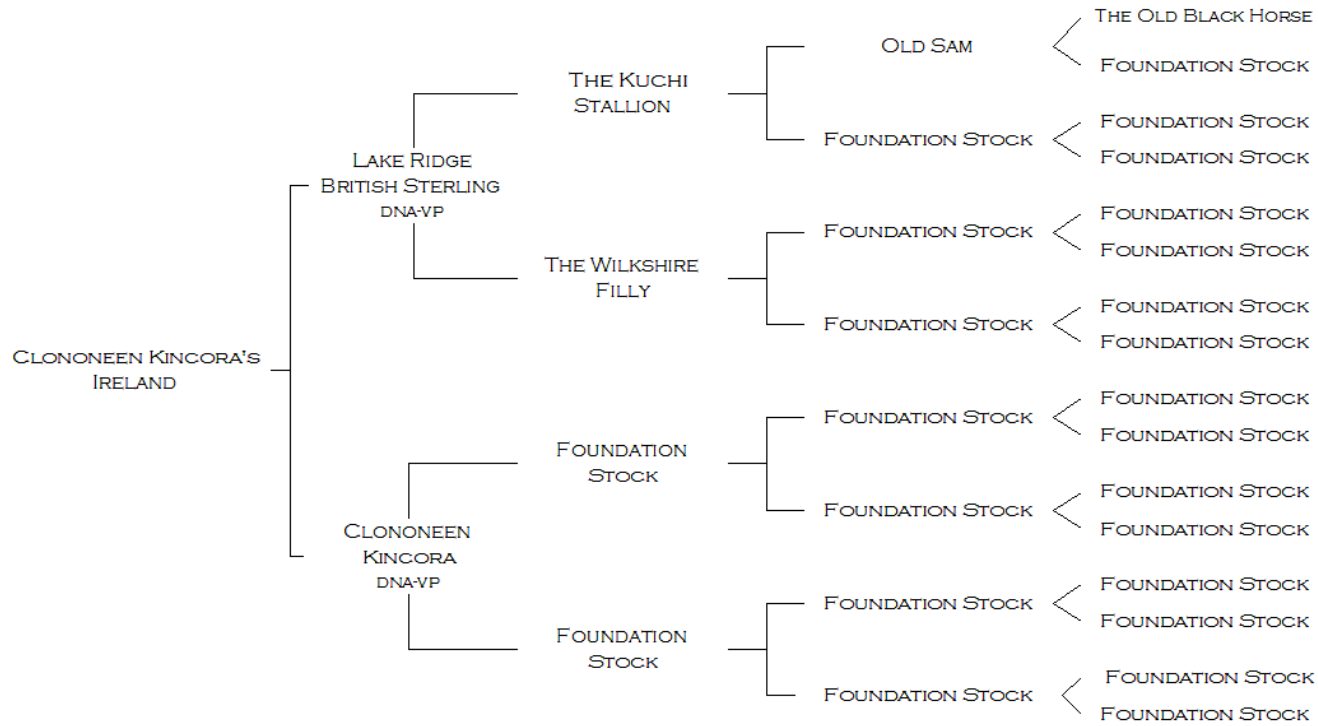 The Old Black Horse
Old Sam
Foundation Stock
The Kuchi
Stallion
Foundation Stock
Foundation Stock
Foundation Stock
Lake Ridge
British Sterling
DNA-VP
Foundation Stock
Foundation Stock
Foundation Stock
The Wilkshire
Filly
Foundation Stock
Foundation Stock
Foundation Stock
Clononeen Kincora's
Ireland
Foundation Stock
Foundation Stock
Foundation Stock
Foundation
Stock
Foundation Stock
Foundation Stock
Foundation Stock
Clononeen
Kincora
DNA-VP
Foundation Stock
Foundation Stock
Foundation Stock
Foundation
Stock
Foundation Stock
Foundation Stock
Foundation Stock